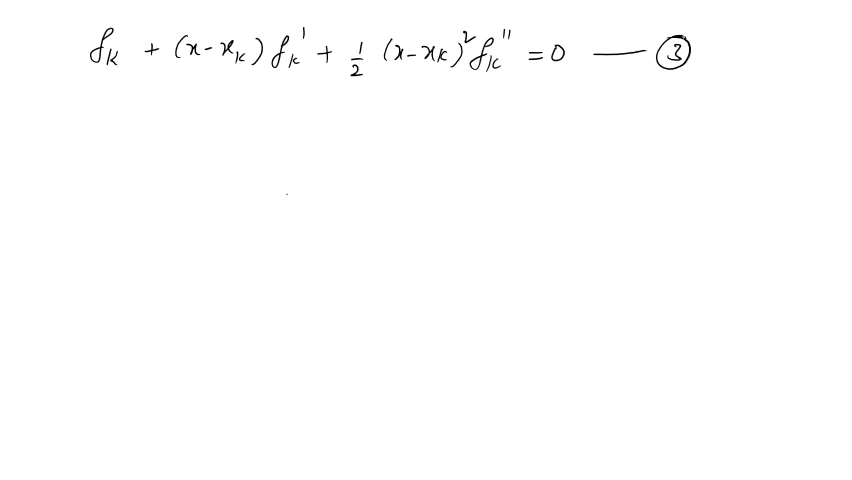 f_k + (x - x_k) f_k' + 1/2 (x - x_k)^2 f_k'' = 0 —— ③